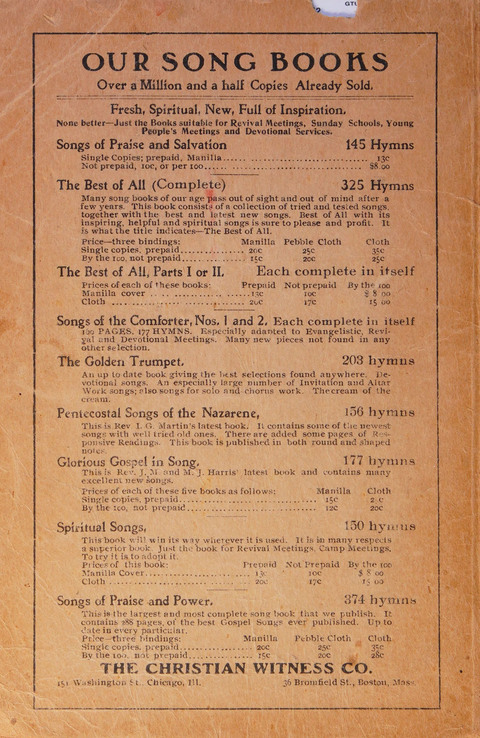 GTU
OUR SONG BOOKS
Over a Million and a half Copies Already Sold.
Fresh, Spiritual, New, Full of Inspiration.
None better—Just the Books suitable for Revival Meetings, Sunday Schools, Young
People's Meetings and Devotional Services.
Songs of Praise and Salvation 145 Hymns
Single Copies; prepaid, Manilla 13c
Not prepaid, 10c, or per 100 $8 00
The Best of All (Complete) 325 Hymns
Many song books of our age pass out of sight and out of mind after a
few years. This book consists of a collection of tried and tested songs,
together with the best and latest new songs. Best of All with its
inspiring, helpful and spiritual songs is sure to please and profit. It
is what the title indicates—The Best of All.
Price—three bindings: Manilla Pebble Cloth Cloth
Single copies, prepaid 20c 25c 35c
By the 100, not prepaid 15c 20c 25c
The Best of All, Parts I or II. Each complete in itself
Prices of each of these books: Prepaid Not prepaid By the 100
Manilla cover 13c 10c $ 8 00
Cloth 20c 17c 15 00
Songs of the Comforter, Nos. 1 and 2. Each complete in itself
PAGES. 177 HYMNS. Especially adapted to Evangelistic, Revi-
val and Devotional Meetings. Many new pieces not found in any
other selection.
The Golden Trumpet. 203 hymns
An up to date book giving the best selections found anywhere. De-
votional songs. An especially large number of Invitation and Altar
Work songs; also songs for solo and chorus work. The cream of the
cream.
Pentecostal Songs of the Nazarene, 156 hymns
This is Rev. I. G. Martin's latest book. It contains some of the newest
songs with well tried old ones. There are added some pages of Res-
ponsive Readings. This book is published in both round and shaped
notes.
Glorious Gospel in Song. 177 hymns
This is Rev. J. M. and M. J. Harris' latest book and contains many
excellent new songs.
Prices of each of these five books as follows: Manilla Cloth
Single copies, prepaid 15c 25c
By the 100, not prepaid 12c 20c
Spiritual Songs, 150 hymns
This book will win its way wherever it is used. It is in many respects
a superior book. Just the book for Revival Meetings, Camp Meetings.
To try it is to adopt it.
Prices of this book: Prepaid Not Prepaid By the 100
Manilla Cover 13c 10c $ 8 00
Cloth 20c 17c 15 00
Songs of Praise and Power. 374 hymns
This is the largest and most complete song book that we publish. It
contains 288 pages, of the best Gospel Songs ever published. Up to
date in every particular.
Price—three bindings: Manilla Pebble Cloth Cloth
Single copies, prepaid 20c 25c 35c
By the 100, not prepaid 15c 20c 28c
THE CHRISTIAN WITNESS CO.
151 Washington St., Chicago, Ill. 36 Bromfield St., Boston, Mass.